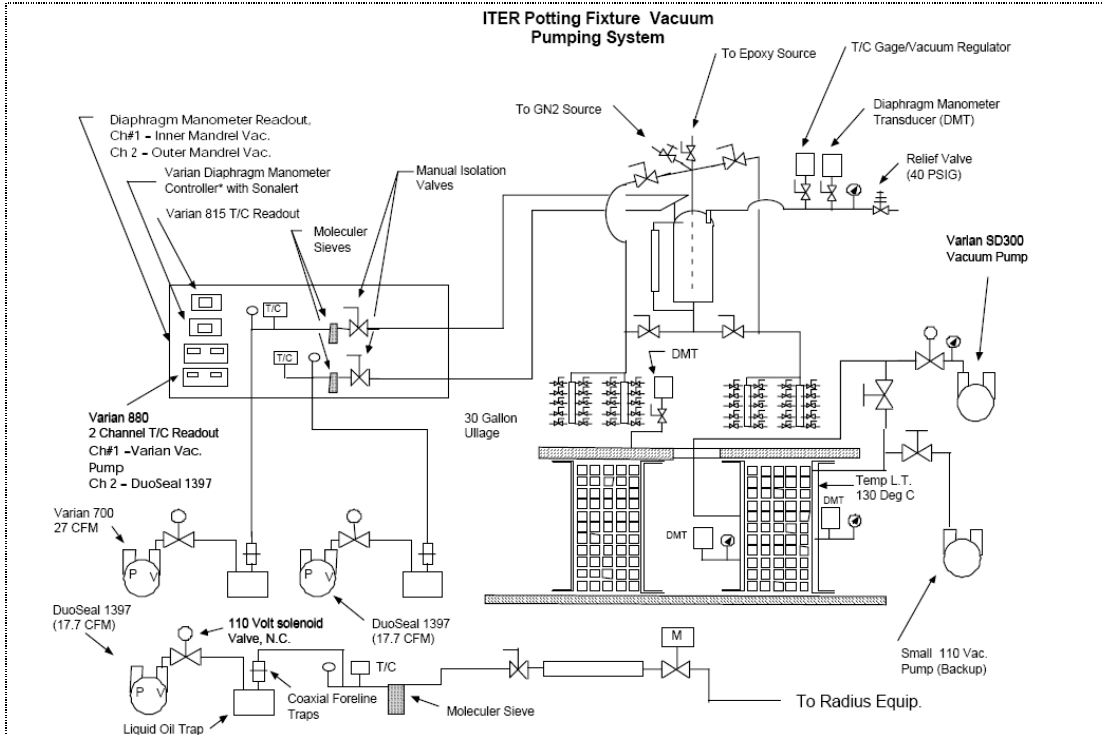 ITER Potting Fixture Vacuum
Pumping System
To Epoxy Source
T/C Gage/Vacuum Regulator
To GN2 Source
Diaphragm Manometer
Transducer (DMT)
Relief Valve
(40 PSIG)
Diaphragm Manometer Readout,
Ch#1 - Inner Mandrel Vac.
Ch 2 - Outer Mandrel Vac.
Varian Diaphragm Manometer
Controller* with Sonalert
Varian 815 T/C Readout
Manual Isolation
Valves
Moleculer
Sieves
Varian SD300
Vacuum Pump
T/C
T/C
DMT
Varian 880
2 Channel T/C Readout
Ch#1 -Varian Vac.
Pump
Ch 2 - DuoSeal 1397
30 Gallon
Ullage
Temp L.T.
130 Deg C
DMT
DMT
Varian 700
27 CFM
P V
P V
DuoSeal 1397
(17.7 CFM)
110 Volt solenoid
Valve, N.C.
DuoSeal 1397
(17.7 CFM)
M
Small 110 Vac.
Pump (Backup)
T/C
P V
Coaxial Foreline
Traps
Moleculer Sieve
To Radius Equip.
Liquid Oil Trap